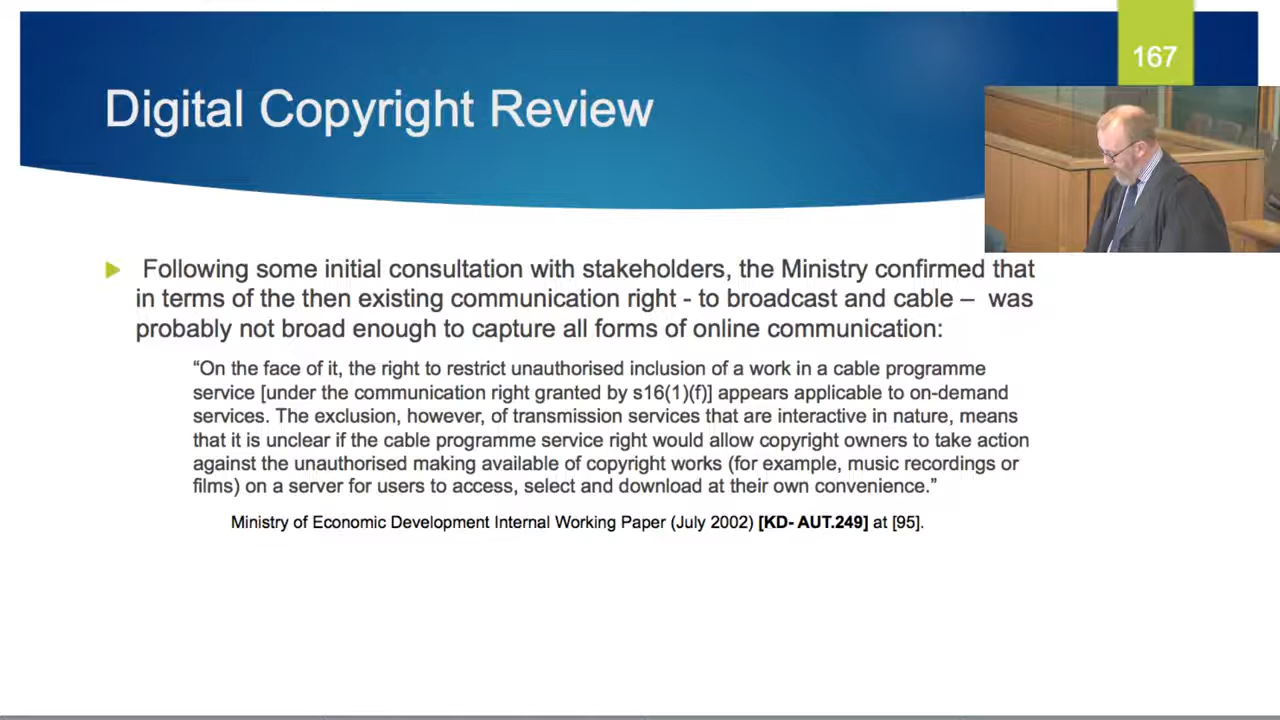 167
Digital Copyright Review
Following some initial consultation with stakeholders, the Ministry confirmed that
in terms of the then existing communication right - to broadcast and cable – was
probably not broad enough to capture all forms of online communication:
“On the face of it, the right to restrict unauthorised inclusion of a work in a cable programme
service [under the communication right granted by s16(1)(f)] appears applicable to on-demand
services. The exclusion, however, of transmission services that are interactive in nature, means
that it is unclear if the cable programme service right would allow copyright owners to take action
against the unauthorised making available of copyright works (for example, music recordings or
films) on a server for users to access, select and download at their own convenience.”
Ministry of Economic Development Internal Working Paper (July 2002) [KD- AUT.249] at [95].